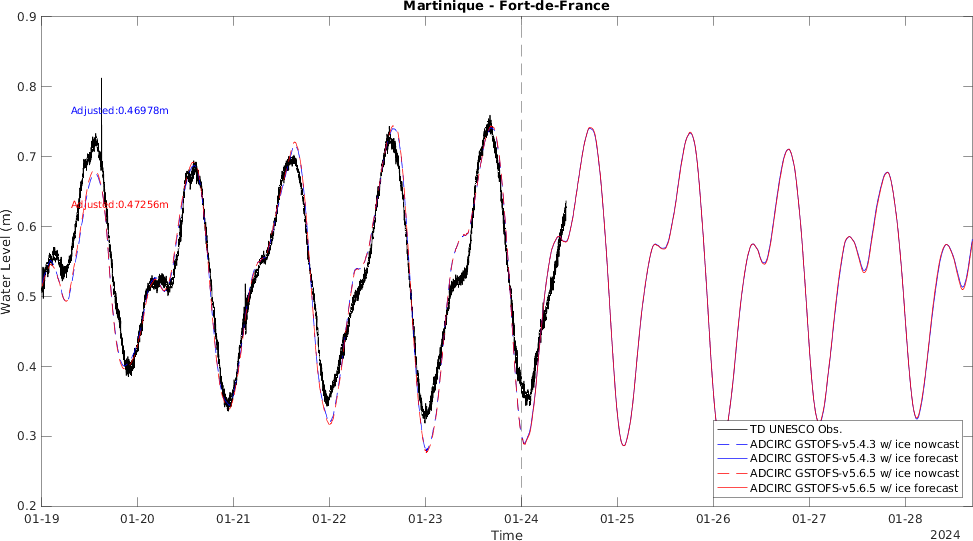 Martinique - Fort-de-France
0.9
0.8
Adjusted:0.46978m
0.7
Adjusted:0.47256m
0.6
Water Level (m)
0.5
0.4
0.3
0.2
TD UNESCO Obs.
ADCIRC GSTOFS-v5.4.3 w/ ice nowcast
ADCIRC GSTOFS-v5.4.3 w/ ice forecast
ADCIRC GSTOFS-v5.6.5 w/ ice nowcast
ADCIRC GSTOFS-v5.6.5 w/ ice forecast
01-19 01-20 01-21 01-22 01-23 01-24 01-25 01-26 01-27 01-28
Time
2024